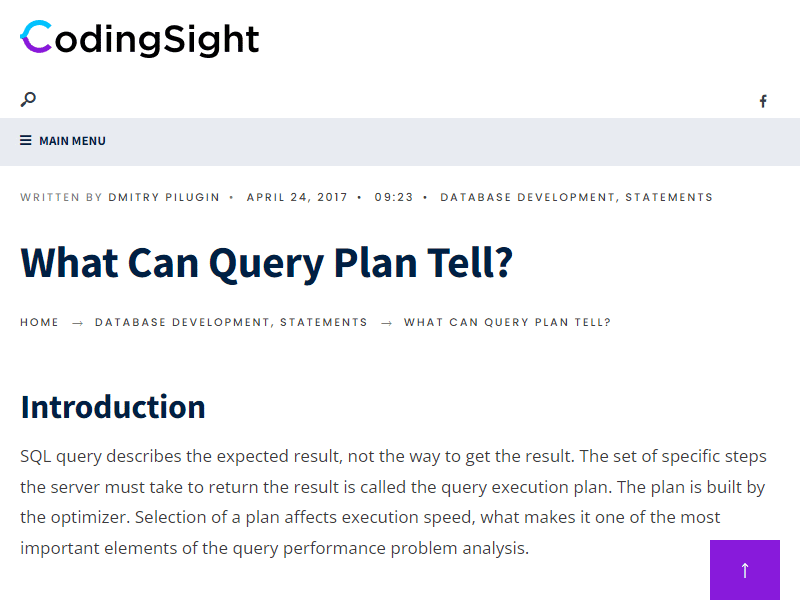 CodingSight
MAIN MENU
WRITTEN BY DMITRY PILUGIN • APRIL 24, 2017 • 09:23 • DATABASE DEVELOPMENT, STATEMENTS
What Can Query Plan Tell?
HOME → DATABASE DEVELOPMENT, STATEMENTS → WHAT CAN QUERY PLAN TELL?
Introduction
SQL query describes the expected result, not the way to get the result. The set of specific steps
the server must take to return the result is called the query execution plan. The plan is built by
the optimizer. Selection of a plan affects execution speed, what makes it one of the most
important elements of the query performance problem analysis.